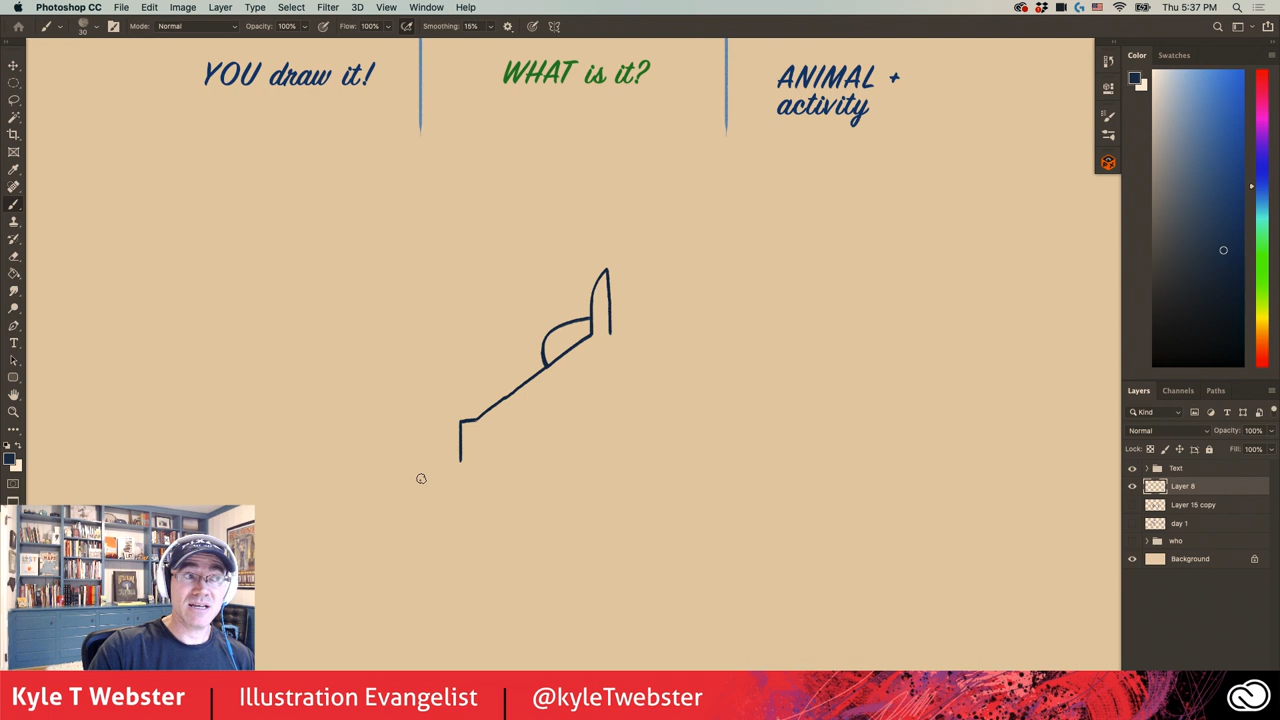 Photoshop CC File Edit Image Layer Type Select Filter 3D View Window Help Thu 5:37 PM
30 Mode: Normal Opacity: 100% Flow: 100% Smoothing: 15%
YOU draw it!
WHAT is it?
ANIMAL +
activity
Color Swatches
Layers Channels Paths
Kind
Normal Opacity: 100%
Lock: Fill: 100%
Text
Layer 8
Layer 15 copy
day 1
who
Background
Kyle T Webster | Illustration Evangelist | @kyleTwebster